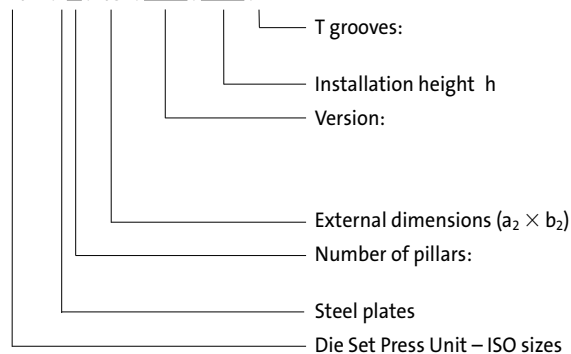 T grooves:
Installation height h
Version:
External dimensions (a₂ × b₂)
Number of pillars:
Steel plates
Die Set Press Unit – ISO sizes